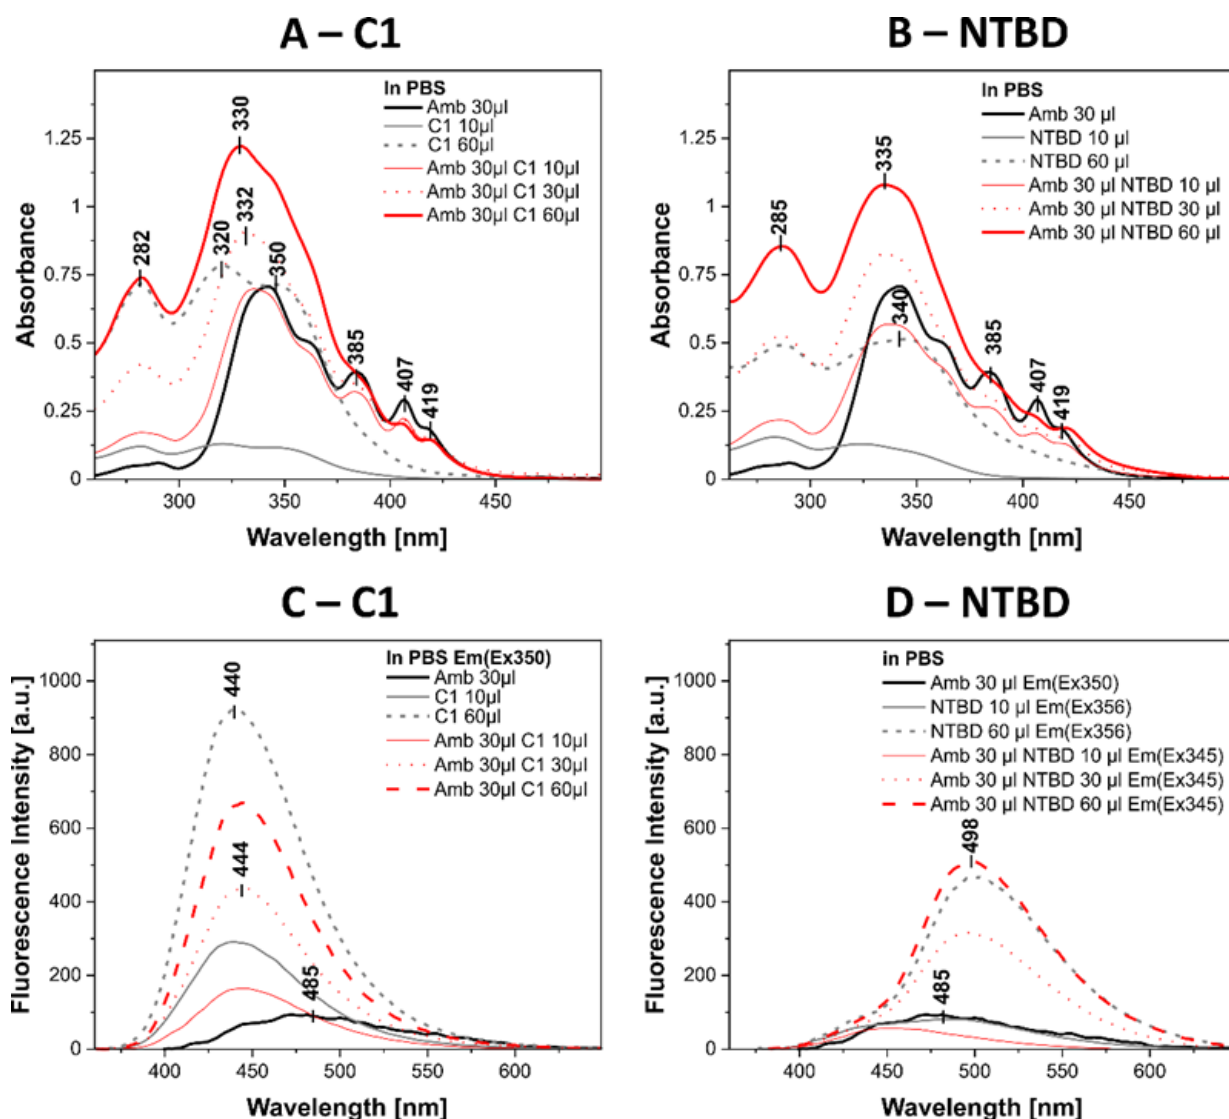 A – C1
In PBS
Amb 30µl
C1 10µl
C1 60µl
Amb 30µl C1 10µl
Amb 30µl C1 30µl
Amb 30µl C1 60µl
330
332
320
282
350
385
407
419
1.25
1
0.75
0.5
0.25
0
300
350
400
450
Absorbance
Wavelength [nm]
B – NTBD
In PBS
Amb 30 µl
NTBD 10 µl
NTBD 60 µl
Amb 30 µl NTBD 10 µl
Amb 30 µl NTBD 30 µl
Amb 30 µl NTBD 60 µl
335
285
340
385
407
419
1.25
1
0.75
0.5
0.25
0
300
350
400
450
Absorbance
Wavelength [nm]
C – C1
In PBS Em(Ex350)
Amb 30µl
C1 10µl
C1 60µl
Amb 30µl C1 10µl
Amb 30µl C1 30µl
Amb 30µl C1 60µl
440
444
485
1000
800
600
400
200
0
400
450
500
550
600
Fluorescence Intensity [a.u.]
Wavelength [nm]
D – NTBD
in PBS
Amb 30 µl Em(Ex350)
NTBD 10 µl Em(Ex356)
NTBD 60 µl Em(Ex356)
Amb 30 µl NTBD 10 µl Em(Ex345)
Amb 30 µl NTBD 30 µl Em(Ex345)
Amb 30 µl NTBD 60 µl Em(Ex345)
498
485
1000
800
600
400
200
0
400
450
500
550
600
Fluorescence Intensity [a.u.]
Wavelength [nm]